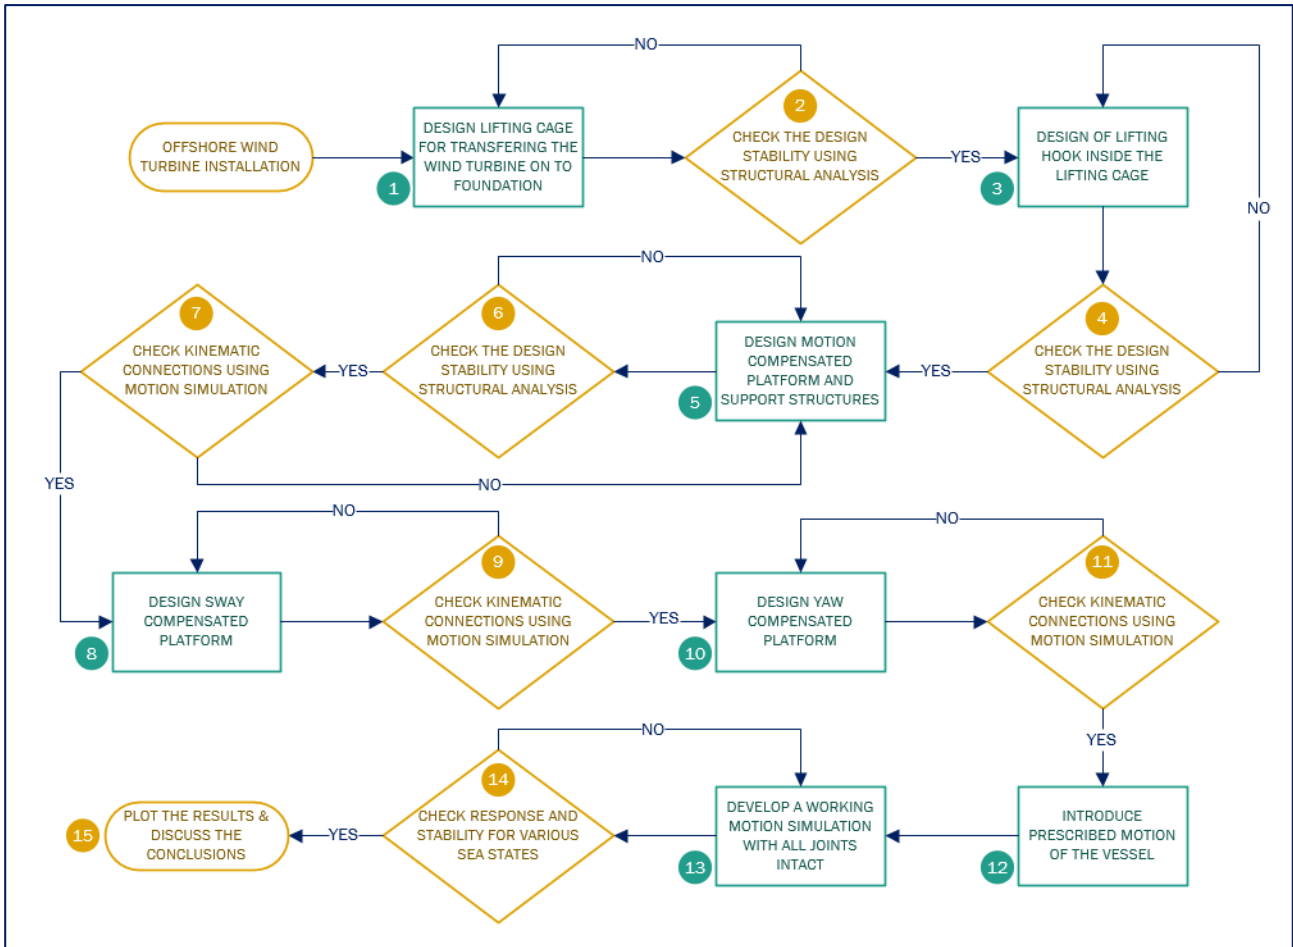 OFFSHORE WIND
TURBINE INSTALLATION
1
DESIGN LIFTING CAGE
FOR TRANSFERING THE
WIND TURBINE ON TO
FOUNDATION
NO
2
CHECK THE DESIGN
STABILITY USING
STRUCTURAL ANALYSIS
YES
3
DESIGN OF LIFTING
HOOK INSIDE THE
LIFTING CAGE
NO
4
CHECK THE DESIGN
STABILITY USING
STRUCTURAL ANALYSIS
YES
5
DESIGN MOTION
COMPENSATED
PLATFORM AND
SUPPORT STRUCTURES
NO
6
CHECK THE DESIGN
STABILITY USING
STRUCTURAL ANALYSIS
YES
7
CHECK KINEMATIC
CONNECTIONS USING
MOTION SIMULATION
NO
YES
8
DESIGN SWAY
COMPENSATED
PLATFORM
NO
9
CHECK KINEMATIC
CONNECTIONS USING
MOTION SIMULATION
YES
10
DESIGN YAW
COMPENSATED
PLATFORM
NO
11
CHECK KINEMATIC
CONNECTIONS USING
MOTION SIMULATION
YES
12
INTRODUCE
PRESCRIBED MOTION
OF THE VESSEL
13
DEVELOP A WORKING
MOTION SIMULATION
WITH ALL JOINTS
INTACT
NO
14
CHECK RESPONSE AND
STABILITY FOR VARIOUS
SEA STATES
YES
15
PLOT THE RESULTS &
DISCUSS THE
CONCLUSIONS